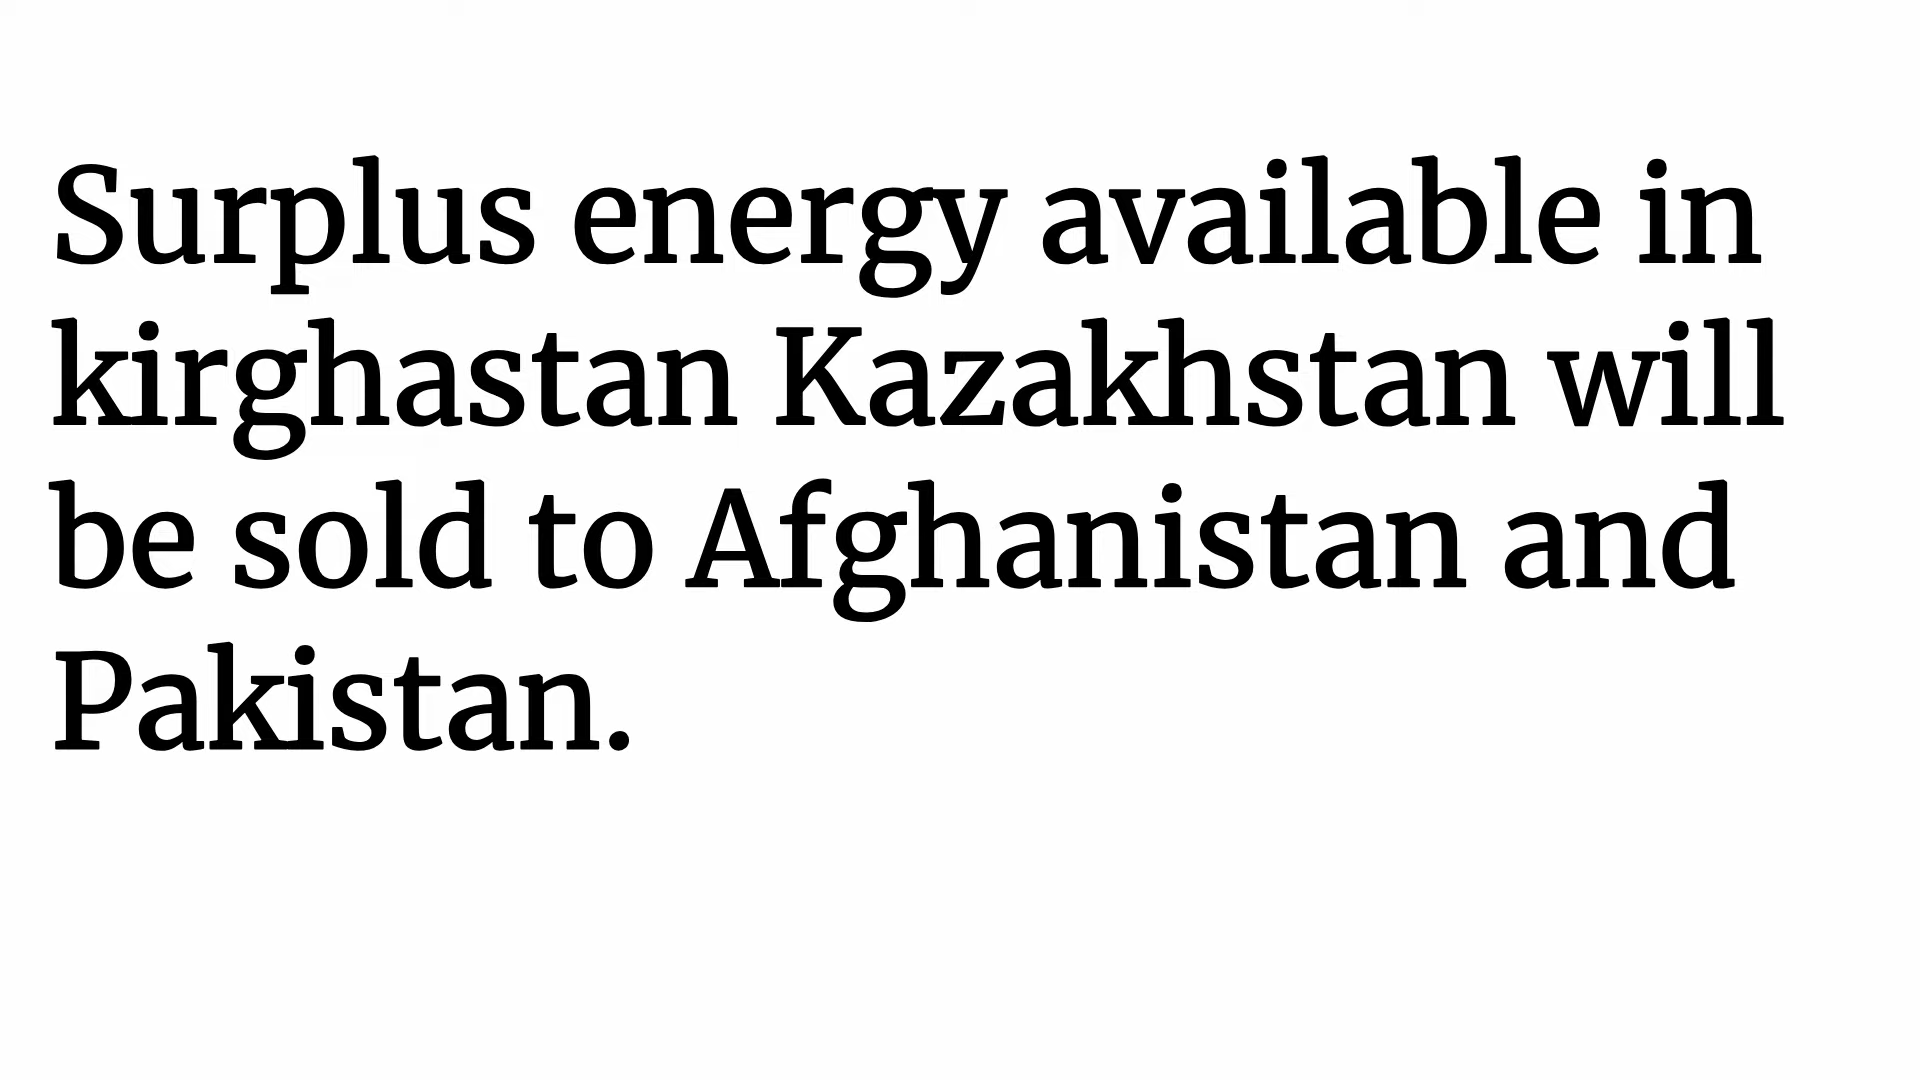 Surplus energy available in
kirghastan Kazakhstan will
be sold to Afghanistan and
Pakistan.